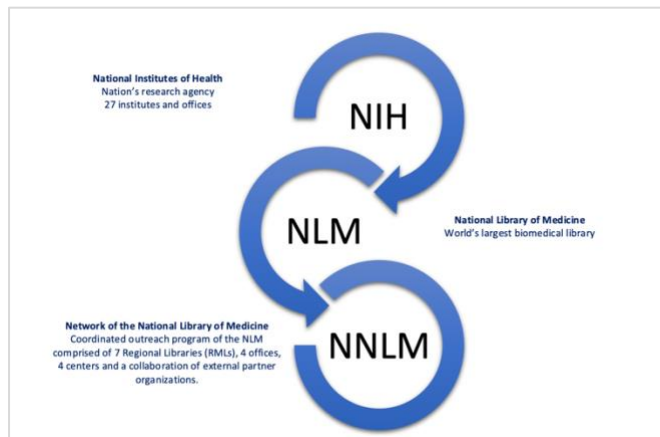 National Institutes of Health
Nation's research agency
27 institutes and offices
NIH
NLM
National Library of Medicine
World's largest biomedical library
Network of the National Library of Medicine
Coordinated outreach program of the NLM
comprised of 7 Regional Libraries (RMLs), 4 offices,
4 centers and a collaboration of external partner
organizations.
NNLM